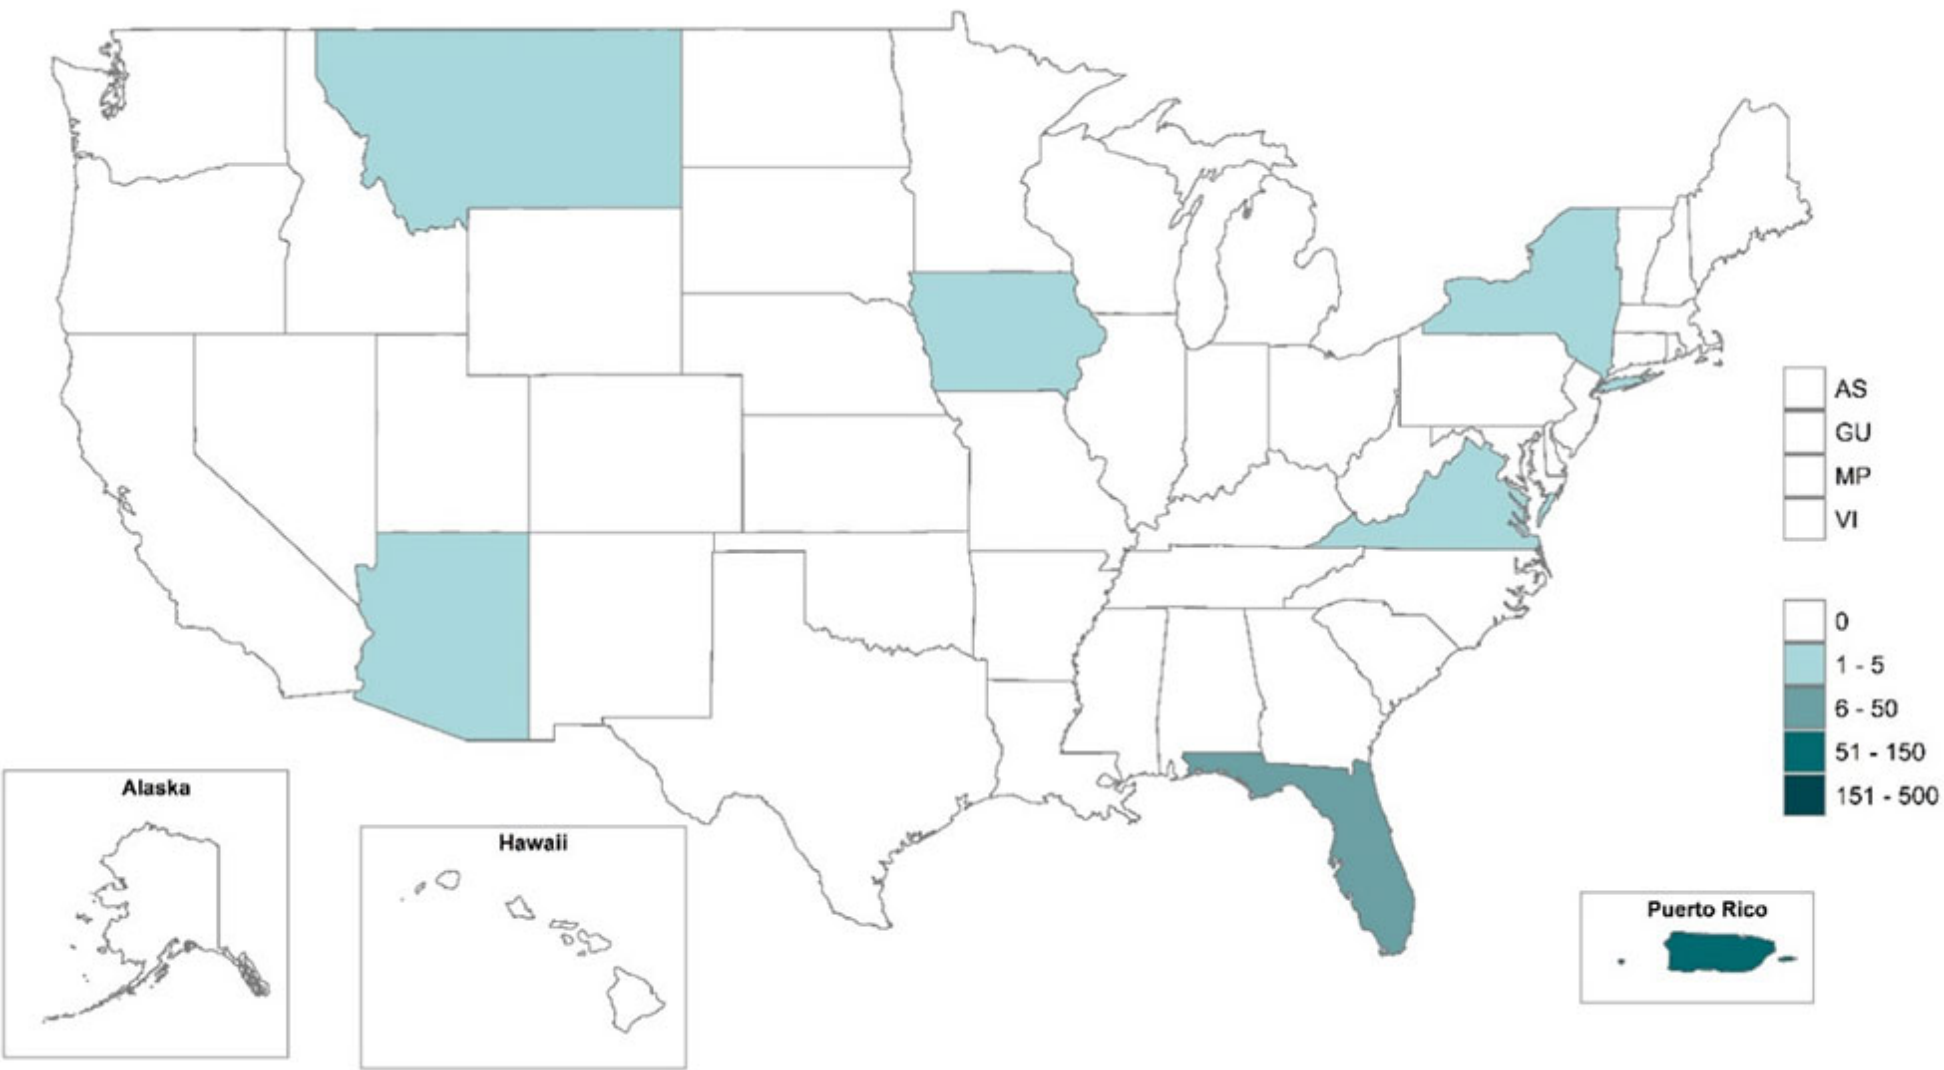 AS
GU
MP
VI
0
1 - 5
6 - 50
51 - 150
151 - 500
Alaska
Hawaii
Puerto Rico